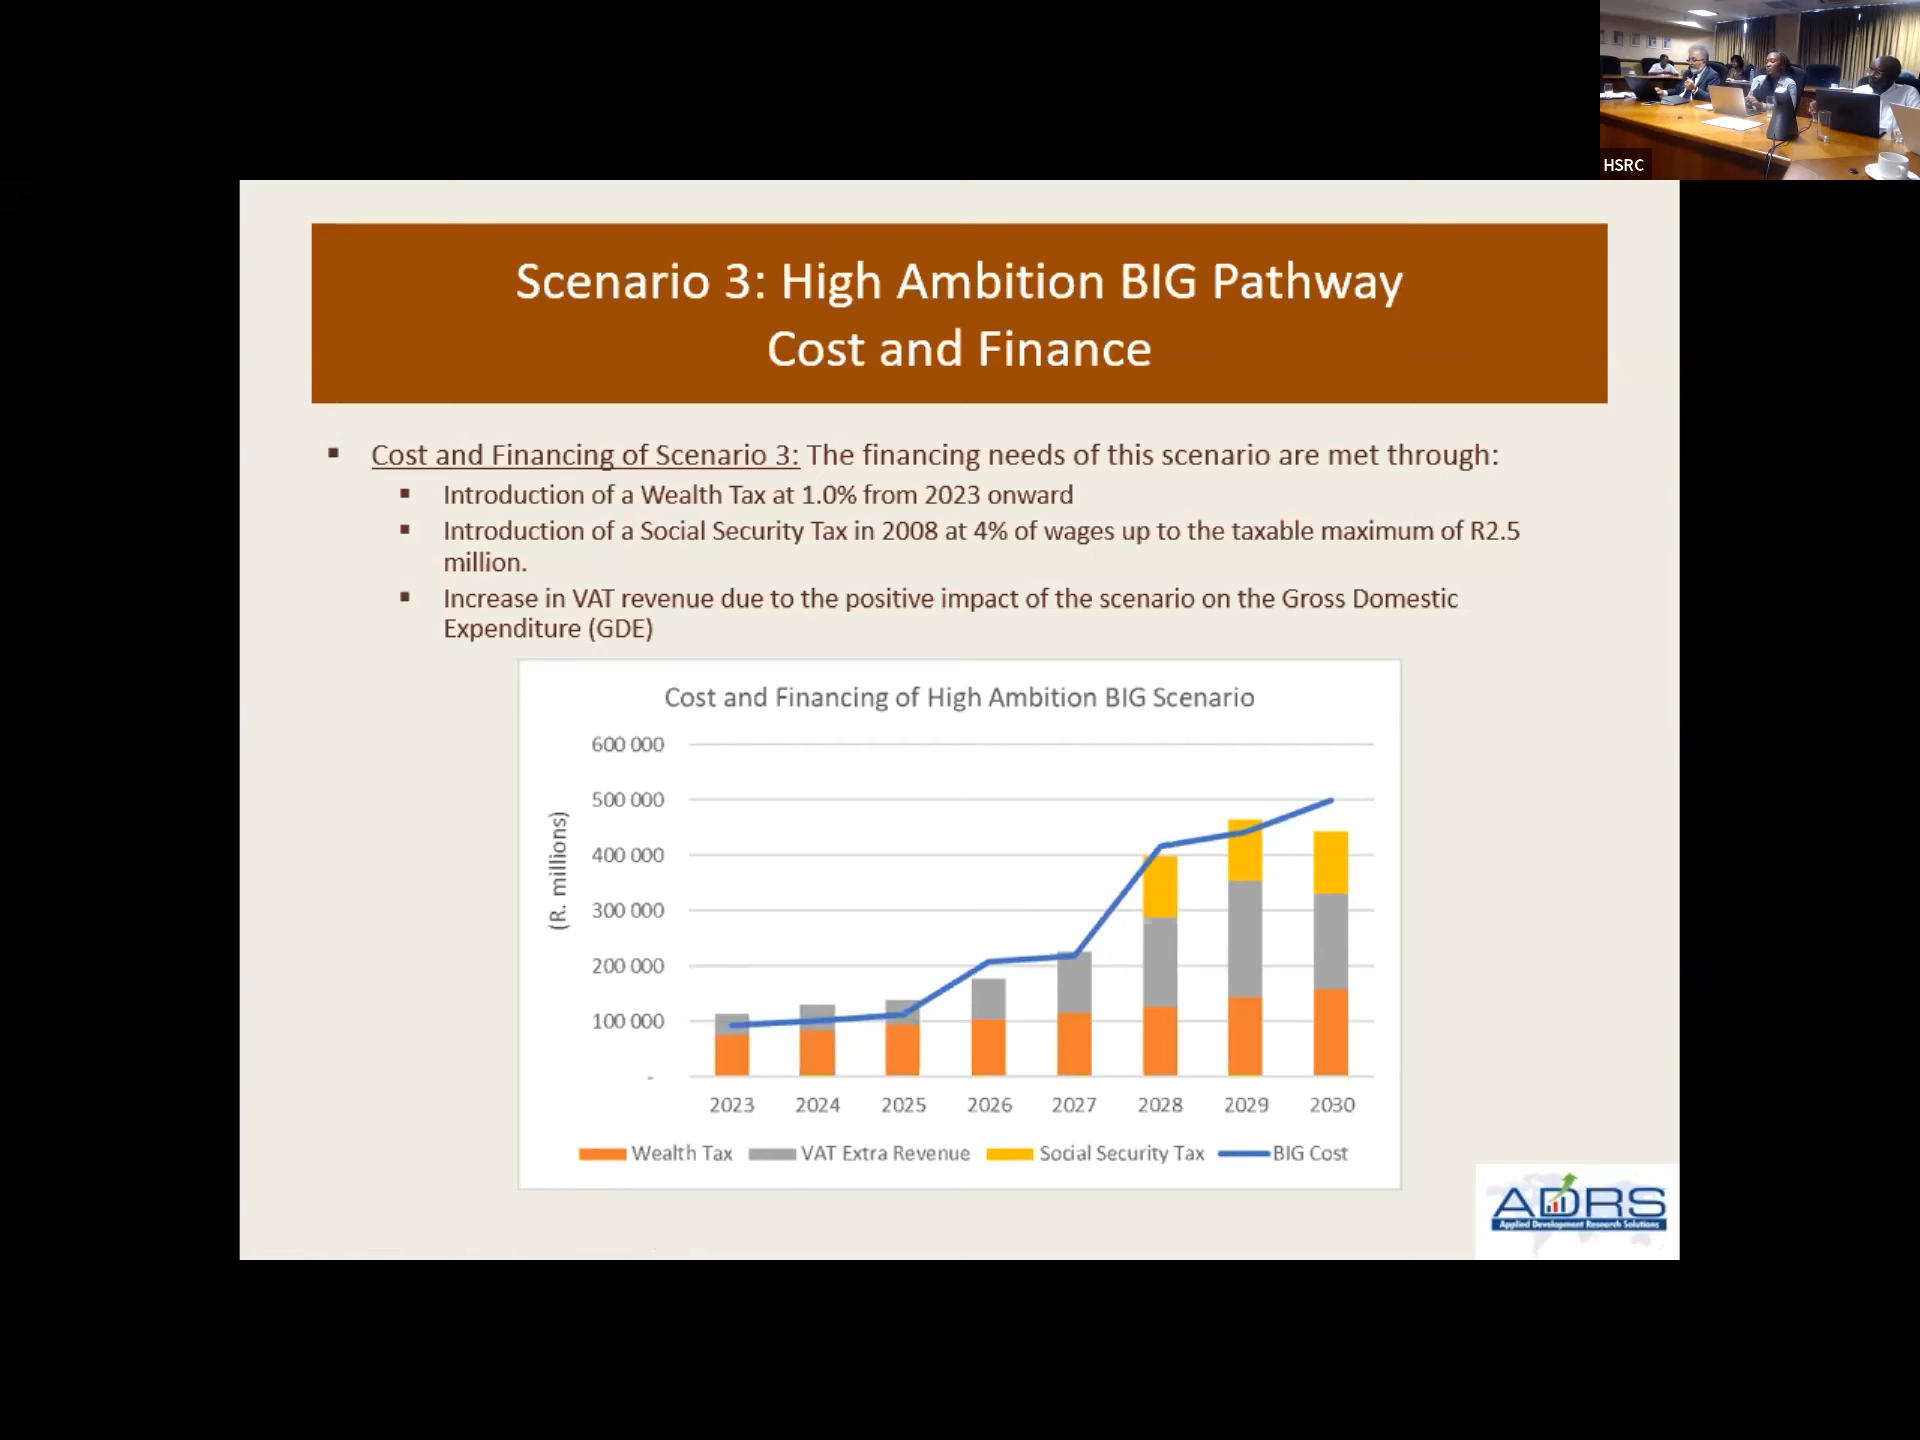 HSRC
Scenario 3: High Ambition BIG Pathway
Cost and Finance
▪ Cost and Financing of Scenario 3: The financing needs of this scenario are met through:
▪ Introduction of a Wealth Tax at 1.0% from 2023 onward
▪ Introduction of a Social Security Tax in 2008 at 4% of wages up to the taxable maximum of R2.5
million.
▪ Increase in VAT revenue due to the positive impact of the scenario on the Gross Domestic
Expenditure (GDE)
Cost and Financing of High Ambition BIG Scenario
(R. millions)
600 000
500 000
400 000
300 000
200 000
100 000
-
2023 2024 2025 2026 2027 2028 2029 2030
Wealth Tax VAT Extra Revenue Social Security Tax BIG Cost
ADRS
Applied Development Research Solutions